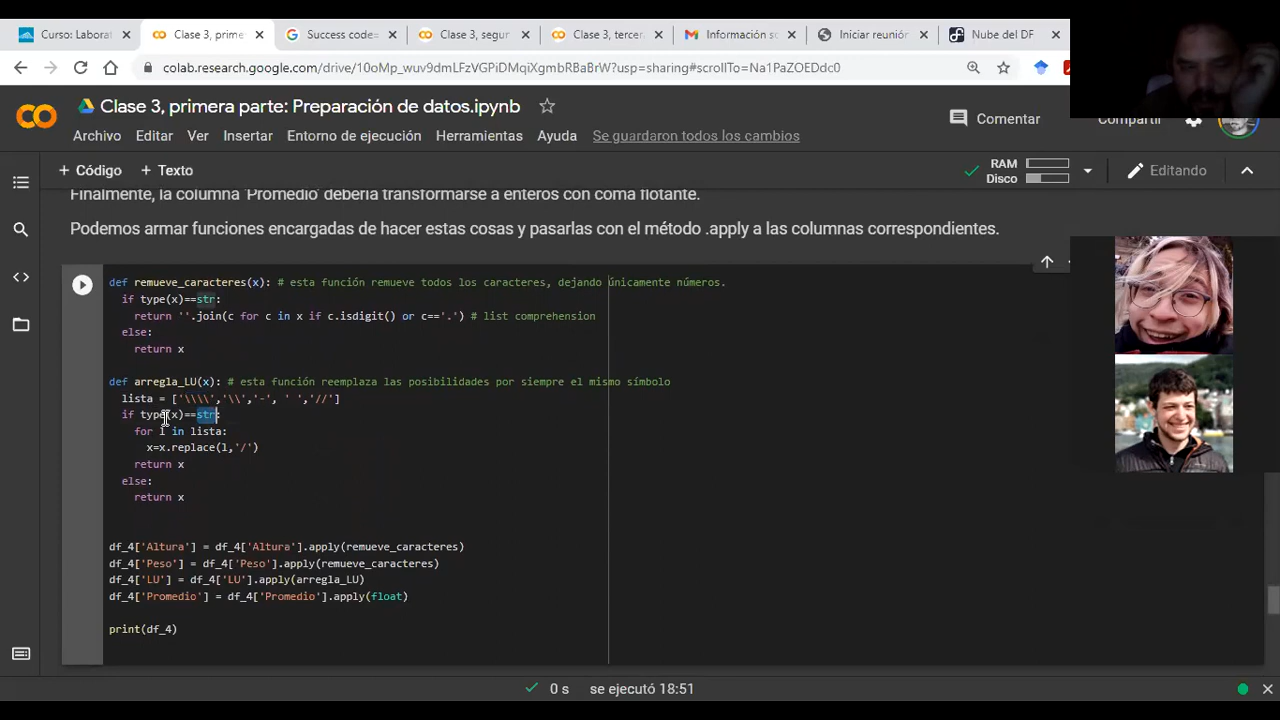 Curso: Laborat
Clase 3, prime
Success code=
Clase 3, segur
Clase 3, tercer
Información so
Iniciar reunión
Nube del DF
colab.research.google.com/drive/10oMp_wuv9dmLFzVGPiDMqiXgmbRBaBrW?usp=sharing#scrollTo=Na1PaZOEDdc0
Clase 3, primera parte: Preparación de datos.ipynb
Comentar
Compartir
Archivo Editar Ver Insertar Entorno de ejecución Herramientas Ayuda Se guardaron todos los cambios
+ Código + Texto
RAM
Disco
Editando
Finalmente, la columna 'Promedio' debería transformarse a enteros con coma flotante.
Podemos armar funciones encargadas de hacer estas cosas y pasarlas con el método .apply a las columnas correspondientes.
def remueve_caracteres(x): # esta función remueve todos los caracteres, dejando únicamente números.
if type(x)==str:
return ''.join(c for c in x if c.isdigit() or c=='.') # list comprehension
else:
return x
def arregla_LU(x): # esta función reemplaza las posibilidades por siempre el mismo símbolo
lista = ['\\\\','\\','-', ' ','//']
if type(x)==str:
for l in lista:
x=x.replace(l,'/')
return x
else:
return x
df_4['Altura'] = df_4['Altura'].apply(remueve_caracteres)
df_4['Peso'] = df_4['Peso'].apply(remueve_caracteres)
df_4['LU'] = df_4['LU'].apply(arregla_LU)
df_4['Promedio'] = df_4['Promedio'].apply(float)
print(df_4)
0 s se ejecutó 18:51